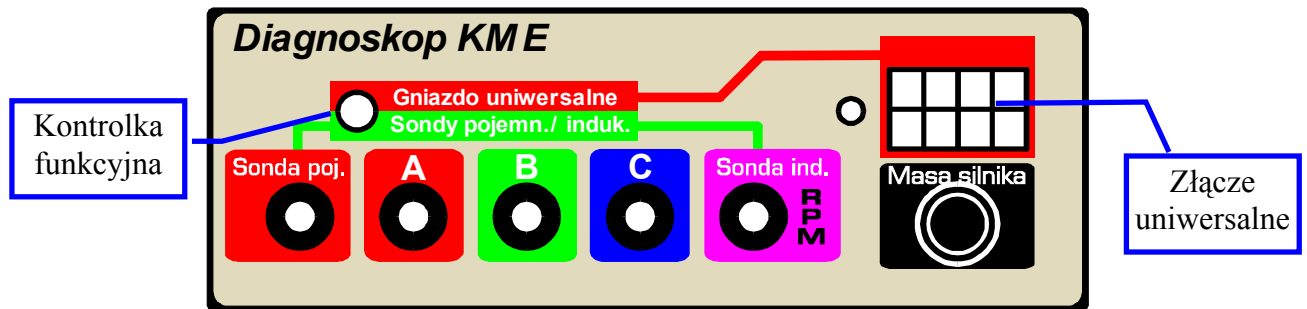 Diagnoskop KME
Gniazdo uniwersalne
Sondy pojemn./ induk.
Kontrolka
funkcyjna
Sonda poj.
A
B
C
Sonda ind.
RPM
Masa silnika
Złącze
uniwersalne